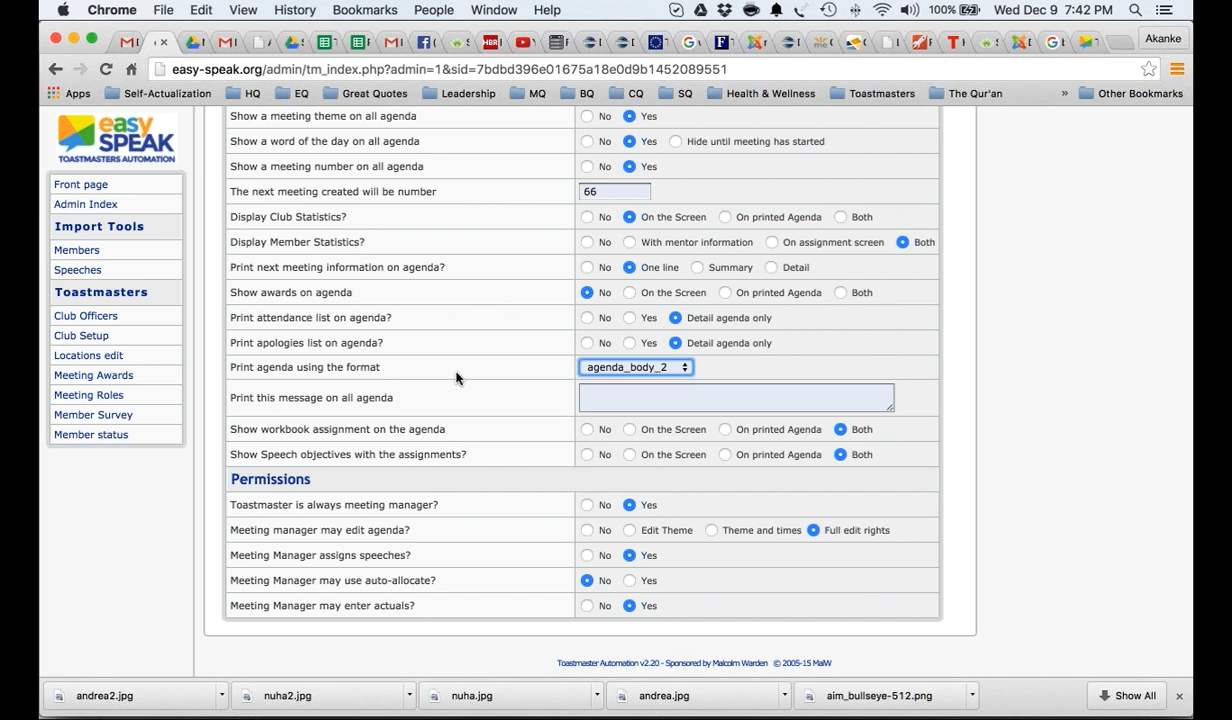 Chrome File Edit View History Bookmarks People Window Help 100% Wed Dec 9 7:42 PM
Akanke
easy-speak.org/admin/tm_index.php?admin=1&sid=7bdbd396e01675a18e0d9b1452089551
Apps Self-Actualization HQ EQ Great Quotes Leadership MQ BQ CQ SQ Health & Wellness Toastmasters The Qur'an » Other Bookmarks
easy
SPEAK
TOASTMASTERS AUTOMATION
Front page
Admin Index
Import Tools
Members
Speeches
Toastmasters
Club Officers
Club Setup
Locations edit
Meeting Awards
Meeting Roles
Member Survey
Member status
Show a meeting theme on all agenda No Yes
Show a word of the day on all agenda No Yes Hide until meeting has started
Show a meeting number on all agenda No Yes
The next meeting created will be number 66
Display Club Statistics? No On the Screen On printed Agenda Both
Display Member Statistics? No With mentor information On assignment screen Both
Print next meeting information on agenda? No One line Summary Detail
Show awards on agenda No On the Screen On printed Agenda Both
Print attendance list on agenda? No Yes Detail agenda only
Print apologies list on agenda? No Yes Detail agenda only
Print agenda using the format agenda_body_2
Print this message on all agenda
Show workbook assignment on the agenda No On the Screen On printed Agenda Both
Show Speech objectives with the assignments? No On the Screen On printed Agenda Both
Permissions
Toastmaster is always meeting manager? No Yes
Meeting manager may edit agenda? No Edit Theme Theme and times Full edit rights
Meeting Manager assigns speeches? No Yes
Meeting Manager may use auto-allocate? No Yes
Meeting Manager may enter actuals? No Yes
Toastmaster Automation v2.20 - Sponsored by Malcolm Warden © 2005-15 MalW
andrea2.jpg nuha2.jpg nuha.jpg andrea.jpg aim_bullseye-512.png Show All